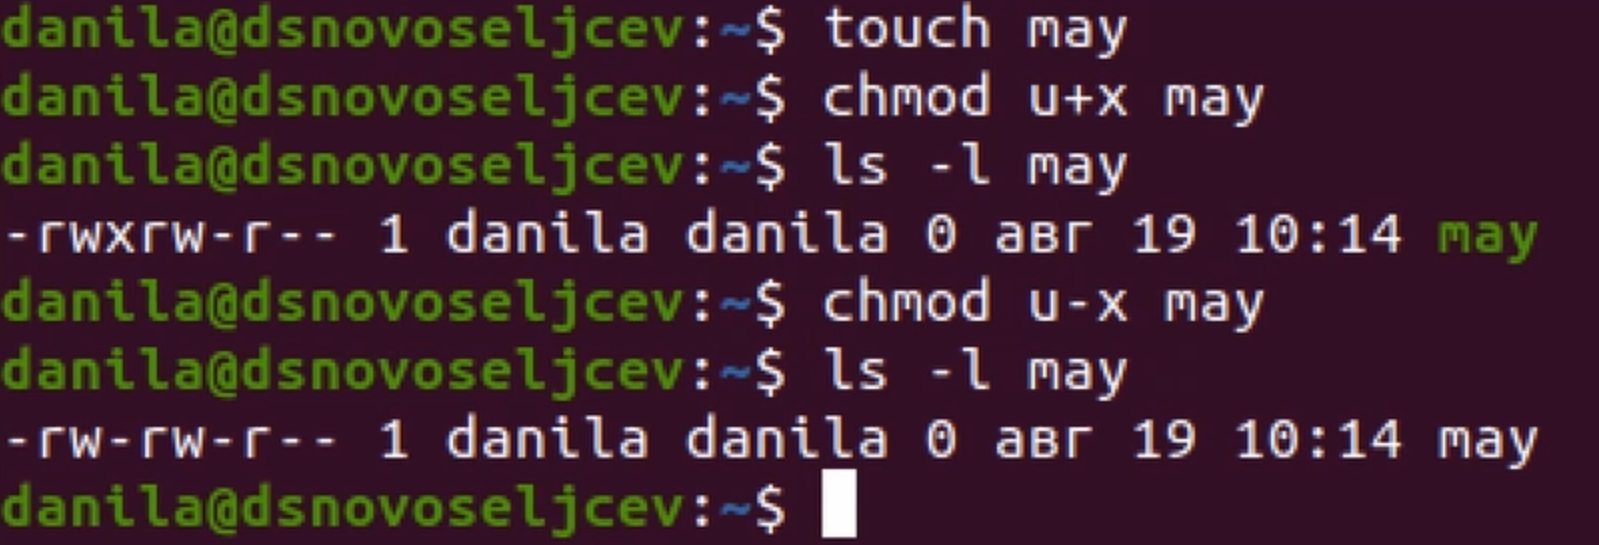 danila@dsnovoseljcev:~$ touch may
danila@dsnovoseljcev:~$ chmod u+x may
danila@dsnovoseljcev:~$ ls -l may
-rwxrw-r-- 1 danila danila 0 авг 19 10:14 may
danila@dsnovoseljcev:~$ chmod u-x may
danila@dsnovoseljcev:~$ ls -l may
-rw-rw-r-- 1 danila danila 0 авг 19 10:14 may
danila@dsnovoseljcev:~$